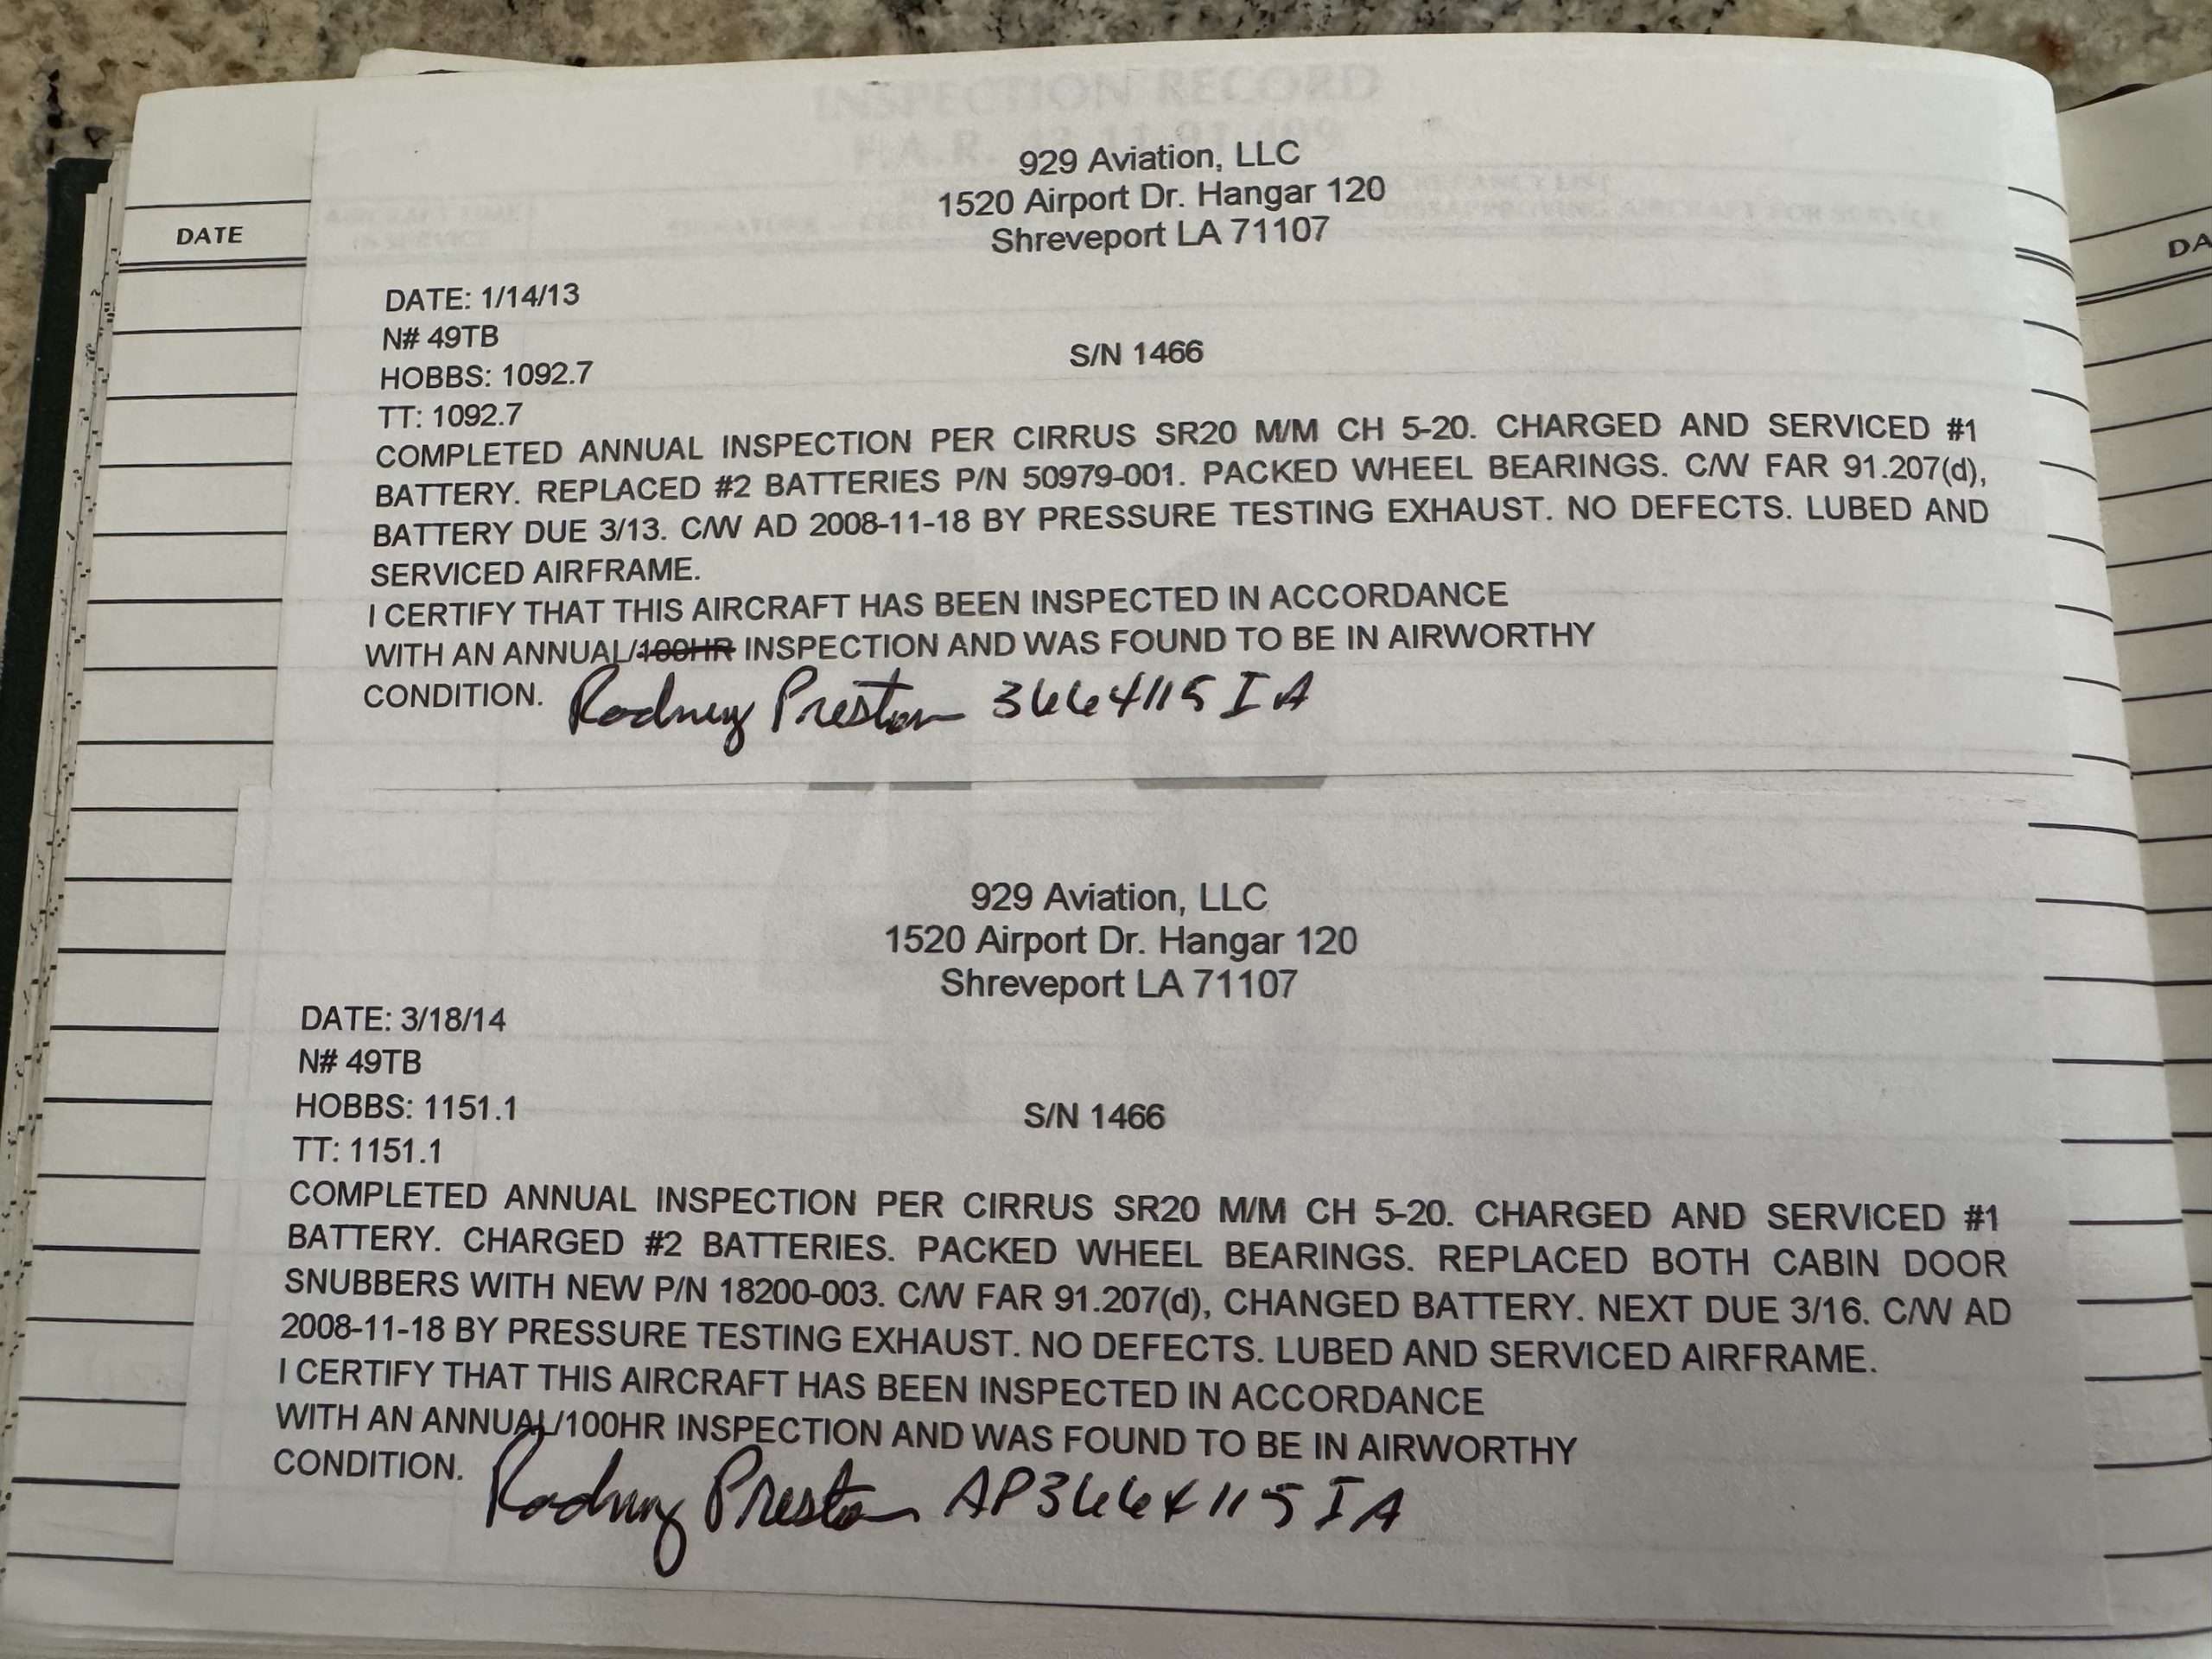 INSPECTION RECORD
F.A.R. 43.11-91.409
929 Aviation, LLC
1520 Airport Dr. Hangar 120
Shreveport LA 71107
DATE
DA
DATE: 1/14/13
N# 49TB
HOBBS: 1092.7
S/N 1466
TT: 1092.7
COMPLETED ANNUAL INSPECTION PER CIRRUS SR20 M/M CH 5-20. CHARGED AND SERVICED #1
BATTERY. REPLACED #2 BATTERIES P/N 50979-001. PACKED WHEEL BEARINGS. C/W FAR 91.207(d),
BATTERY DUE 3/13. C/W AD 2008-11-18 BY PRESSURE TESTING EXHAUST. NO DEFECTS. LUBED AND
SERVICED AIRFRAME.
I CERTIFY THAT THIS AIRCRAFT HAS BEEN INSPECTED IN ACCORDANCE
WITH AN ANNUAL/100HR INSPECTION AND WAS FOUND TO BE IN AIRWORTHY
CONDITION. Rodney Preston 3664115 IA
929 Aviation, LLC
1520 Airport Dr. Hangar 120
Shreveport LA 71107
DATE: 3/18/14
N# 49TB
HOBBS: 1151.1
S/N 1466
TT: 1151.1
COMPLETED ANNUAL INSPECTION PER CIRRUS SR20 M/M CH 5-20. CHARGED AND SERVICED #1
BATTERY. CHARGED #2 BATTERIES. PACKED WHEEL BEARINGS. REPLACED BOTH CABIN DOOR
SNUBBERS WITH NEW P/N 18200-003. C/W FAR 91.207(d), CHANGED BATTERY. NEXT DUE 3/16. C/W AD
2008-11-18 BY PRESSURE TESTING EXHAUST. NO DEFECTS. LUBED AND SERVICED AIRFRAME.
I CERTIFY THAT THIS AIRCRAFT HAS BEEN INSPECTED IN ACCORDANCE
WITH AN ANNUAL/100HR INSPECTION AND WAS FOUND TO BE IN AIRWORTHY
CONDITION. Rodney Preston AP3664115 IA